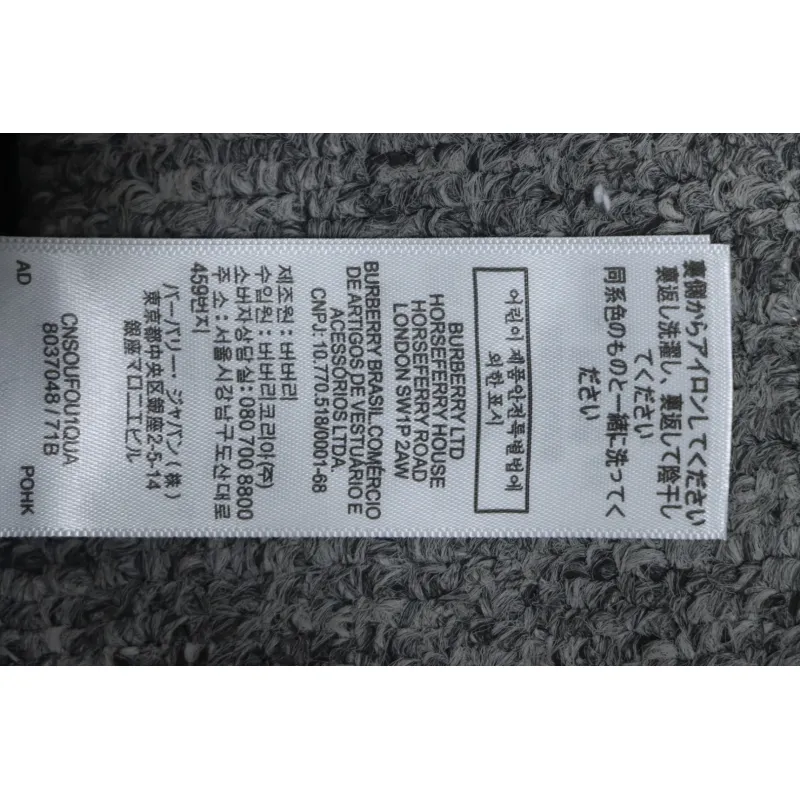 裏側からアイロンしてください
裏返し洗濯し、裏返して陰干し
てください
同系色のものと一緒に洗ってく
ださい
어린이 제품안전특별법에
의한 표시
BURBERRY LTD
HORSEFERRY HOUSE
HORSEFERRY ROAD
LONDON SW1P 2AW
BURBERRY BRASIL COMÉRCIO
DE ARTIGOS DE VESTUÁRIO E
ACESSÓRIOS LTDA.
CNPJ: 10.770.518/0001-68
제조원 : 버버리
수입원 : 버버리코리아(주)
소비자상담실: 080 700 8800
주 소 : 서울시강남구도산대로
459번지
バーバリー・ジャパン(株)
東京都中央区銀座2-5-14
銀座マロニエビル
CNSOUFOU1QUA
8037048 / 71B
AD POHK